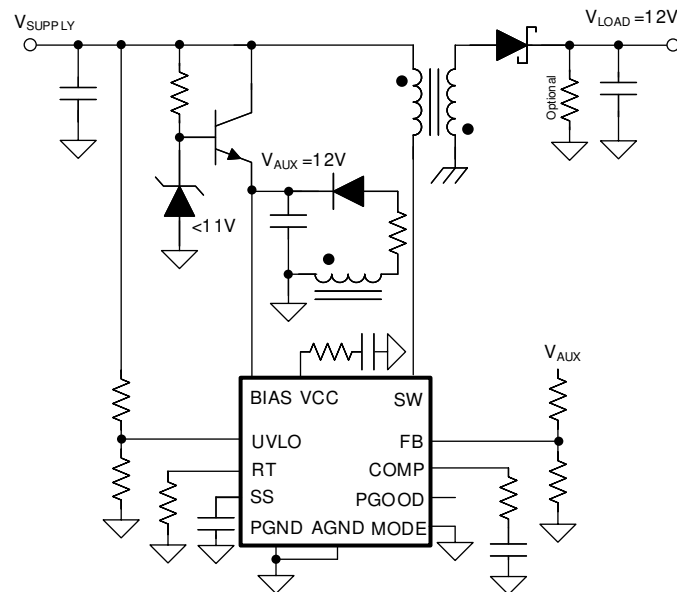 VSUPPLY
VLOAD =12V
Optional
VAUX =12V
<11V
VAUX
BIAS VCC SW
UVLO FB
RT COMP
SS PGOOD
PGND AGND MODE